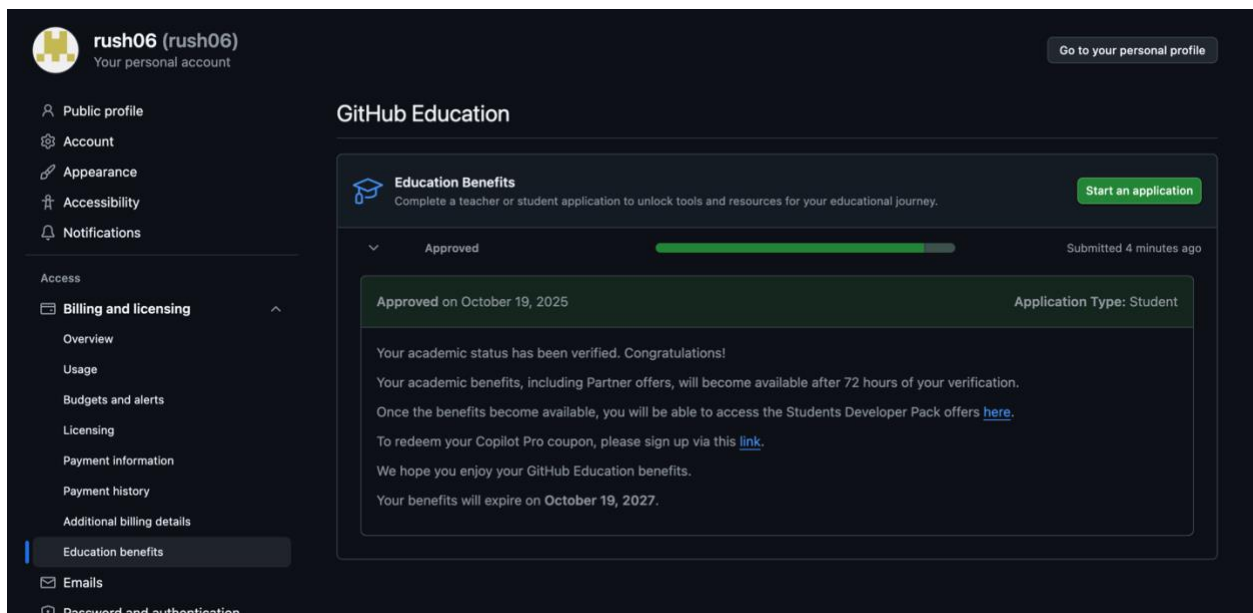 rush06 (rush06)
Your personal account
Go to your personal profile
Public profile
Account
Appearance
Accessibility
Notifications
Access
Billing and licensing
Overview
Usage
Budgets and alerts
Licensing
Payment information
Payment history
Additional billing details
Education benefits
Emails
Password and authentication
GitHub Education
Education Benefits
Complete a teacher or student application to unlock tools and resources for your educational journey.
Start an application
Approved
Submitted 4 minutes ago
Approved on October 19, 2025
Application Type: Student
Your academic status has been verified. Congratulations!
Your academic benefits, including Partner offers, will become available after 72 hours of your verification.
Once the benefits become available, you will be able to access the Students Developer Pack offers here.
To redeem your Copilot Pro coupon, please sign up via this link.
We hope you enjoy your GitHub Education benefits.
Your benefits will expire on October 19, 2027.